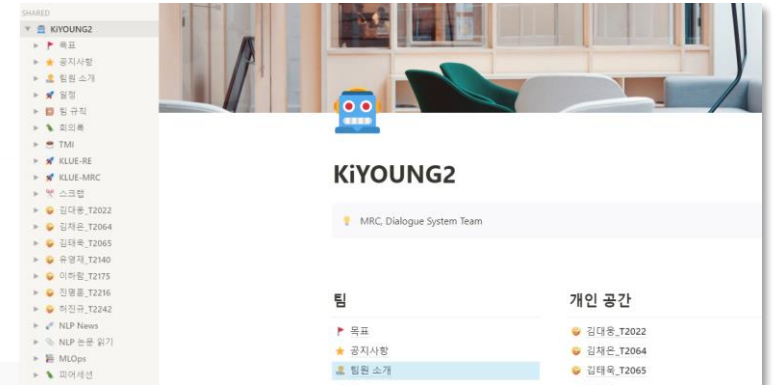 SHARED
KiYOUNG2
목표
공지사항
팀원 소개
일정
팀 규칙
회의록
TMI
KLUE-RE
KLUE-MRC
스크랩
김대웅_T2022
김채은_T2064
김태욱_T2065
유영재_T2140
이하람_T2175
진명훈_T2216
허진규_T2242
NLP News
NLP 논문 읽기
MLOps
피어세션
KiYOUNG2
MRC, Dialogue System Team
팀
목표
공지사항
팀원 소개
개인 공간
김대웅_T2022
김채은_T2064
김태욱_T2065